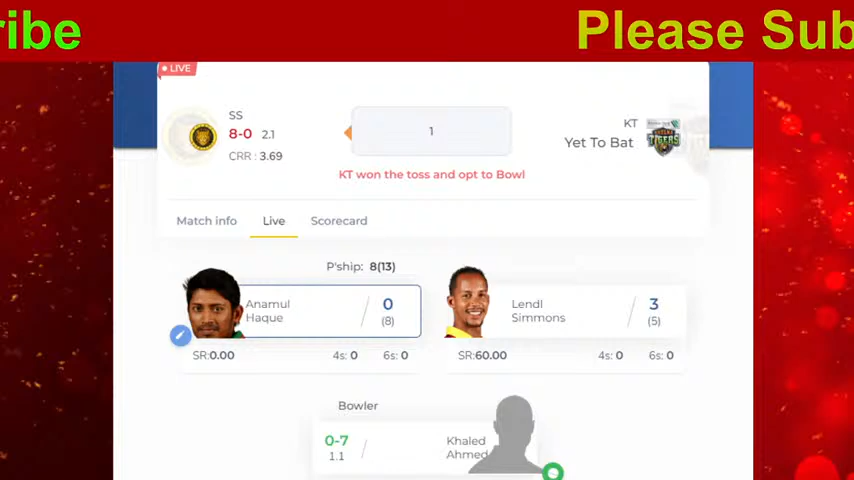 ribe
Please Sub
LIVE
SS
8-0 2.1
CRR : 3.69
1
KT won the toss and opt to Bowl
KT
Yet To Bat
TIGERS
Match info
Live
Scorecard
P'ship: 8(13)
Anamul
Haque
0
(8)
SR:0.00
4s: 0
6s: 0
Lendl
Simmons
3
(5)
SR:60.00
4s: 0
6s: 0
Bowler
0-7
1.1
Khaled
Ahmed